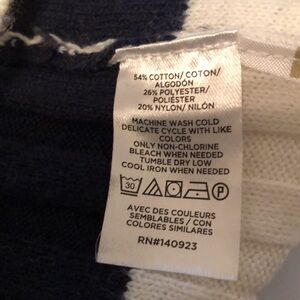 54% COTTON/ COTON/
ALGODÓN
26% POLYESTER/
POLIÉSTER
20% NYLON/ NILÓN
MACHINE WASH COLD
DELICATE CYCLE WITH LIKE
COLORS
ONLY NON-CHLORINE
BLEACH WHEN NEEDED
TUMBLE DRY LOW
COOL IRON WHEN NEEDED
30 P
AVEC DES COULEURS
SEMBLABLES / CON
COLORES SIMILARES
RN#140923